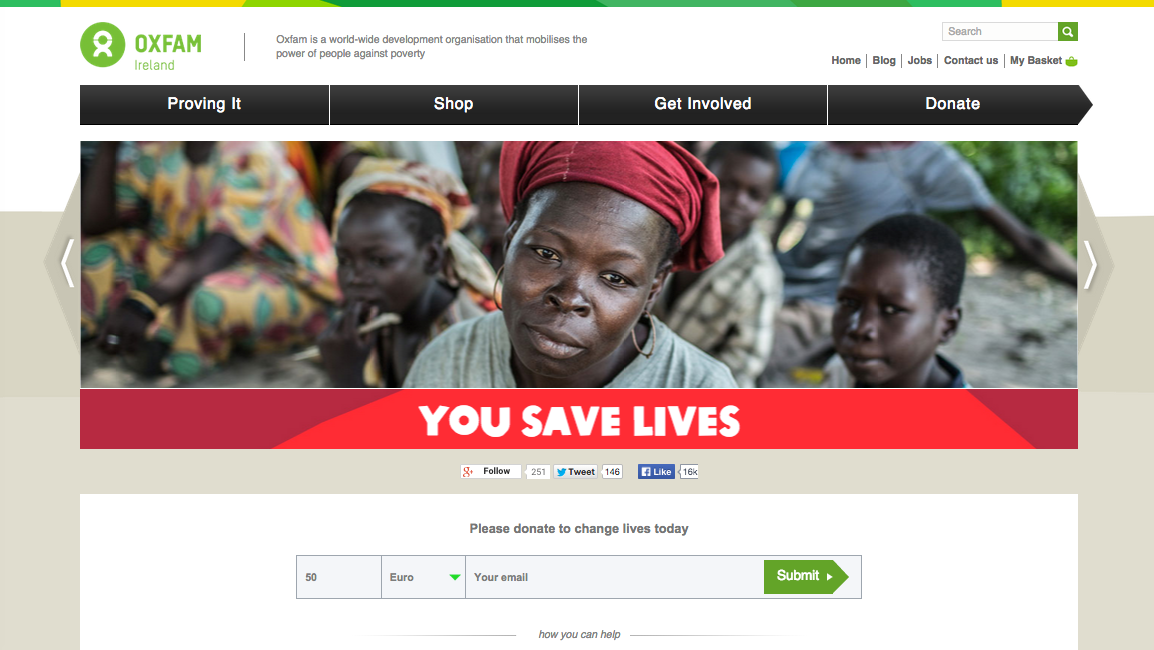 OXFAM
Ireland
Oxfam is a world-wide development organisation that mobilises the
power of people against poverty
Search
Home
Blog
Jobs
Contact us
My Basket
Proving It
Shop
Get Involved
Donate
YOU SAVE LIVES
g+ Follow
251
Tweet
146
f Like
16k
Please donate to change lives today
50
Euro
Your email
Submit
how you can help